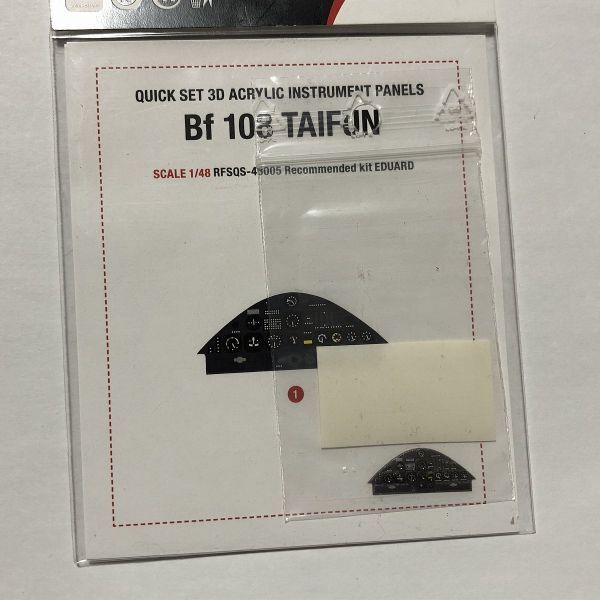 QUICK SET 3D ACRYLIC INSTRUMENT PANELS
Bf 108 TAIFUN
SCALE 1/48 RFSQS-48005 Recommended kit EDUARD
1